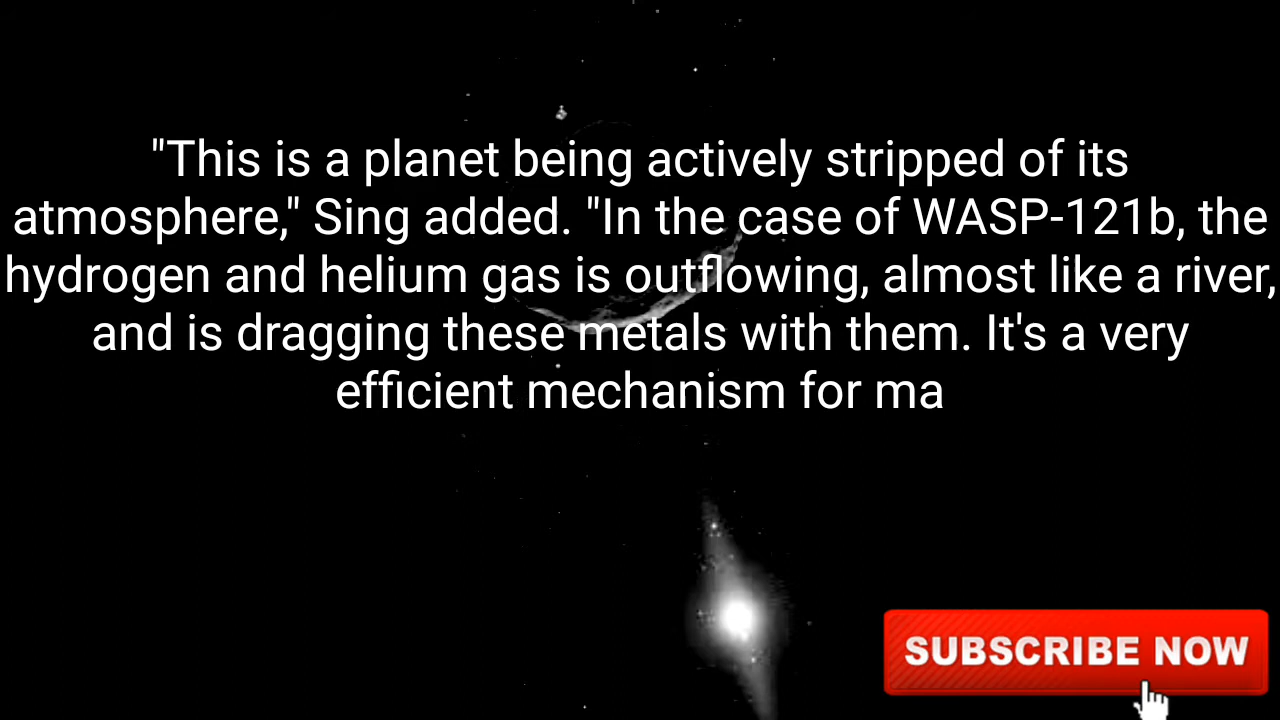 "This is a planet being actively stripped of its
atmosphere," Sing added. "In the case of WASP-121b, the
hydrogen and helium gas is outflowing, almost like a river,
and is dragging these metals with them. It's a very
efficient mechanism for ma
SUBSCRIBE NOW